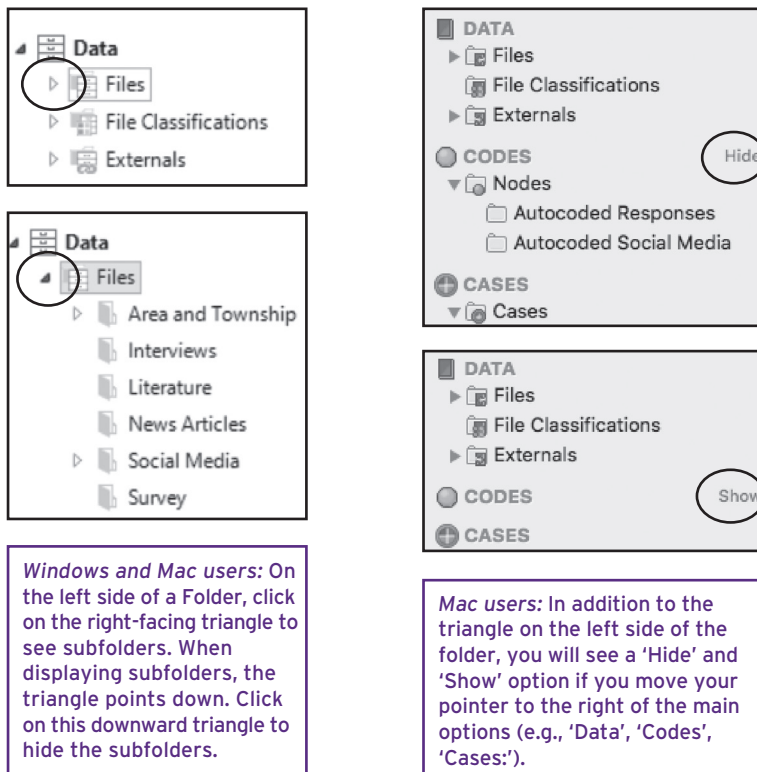 Data
Files
File Classifications
Externals
Data
Files
Area and Township
Interviews
Literature
News Articles
Social Media
Survey
Windows and Mac users: On
the left side of a Folder, click
on the right-facing triangle to
see subfolders. When
displaying subfolders, the
triangle points down. Click
on this downward triangle to
hide the subfolders.
DATA
Files
File Classifications
Externals
CODES Hide
Nodes
Autocoded Responses
Autocoded Social Media
CASES
Cases
DATA
Files
File Classifications
Externals
CODES Show
CASES
Mac users: In addition to the
triangle on the left side of the
folder, you will see a ‘Hide’ and
‘Show’ option if you move your
pointer to the right of the main
options (e.g., ‘Data’, ‘Codes’,
‘Cases:’).